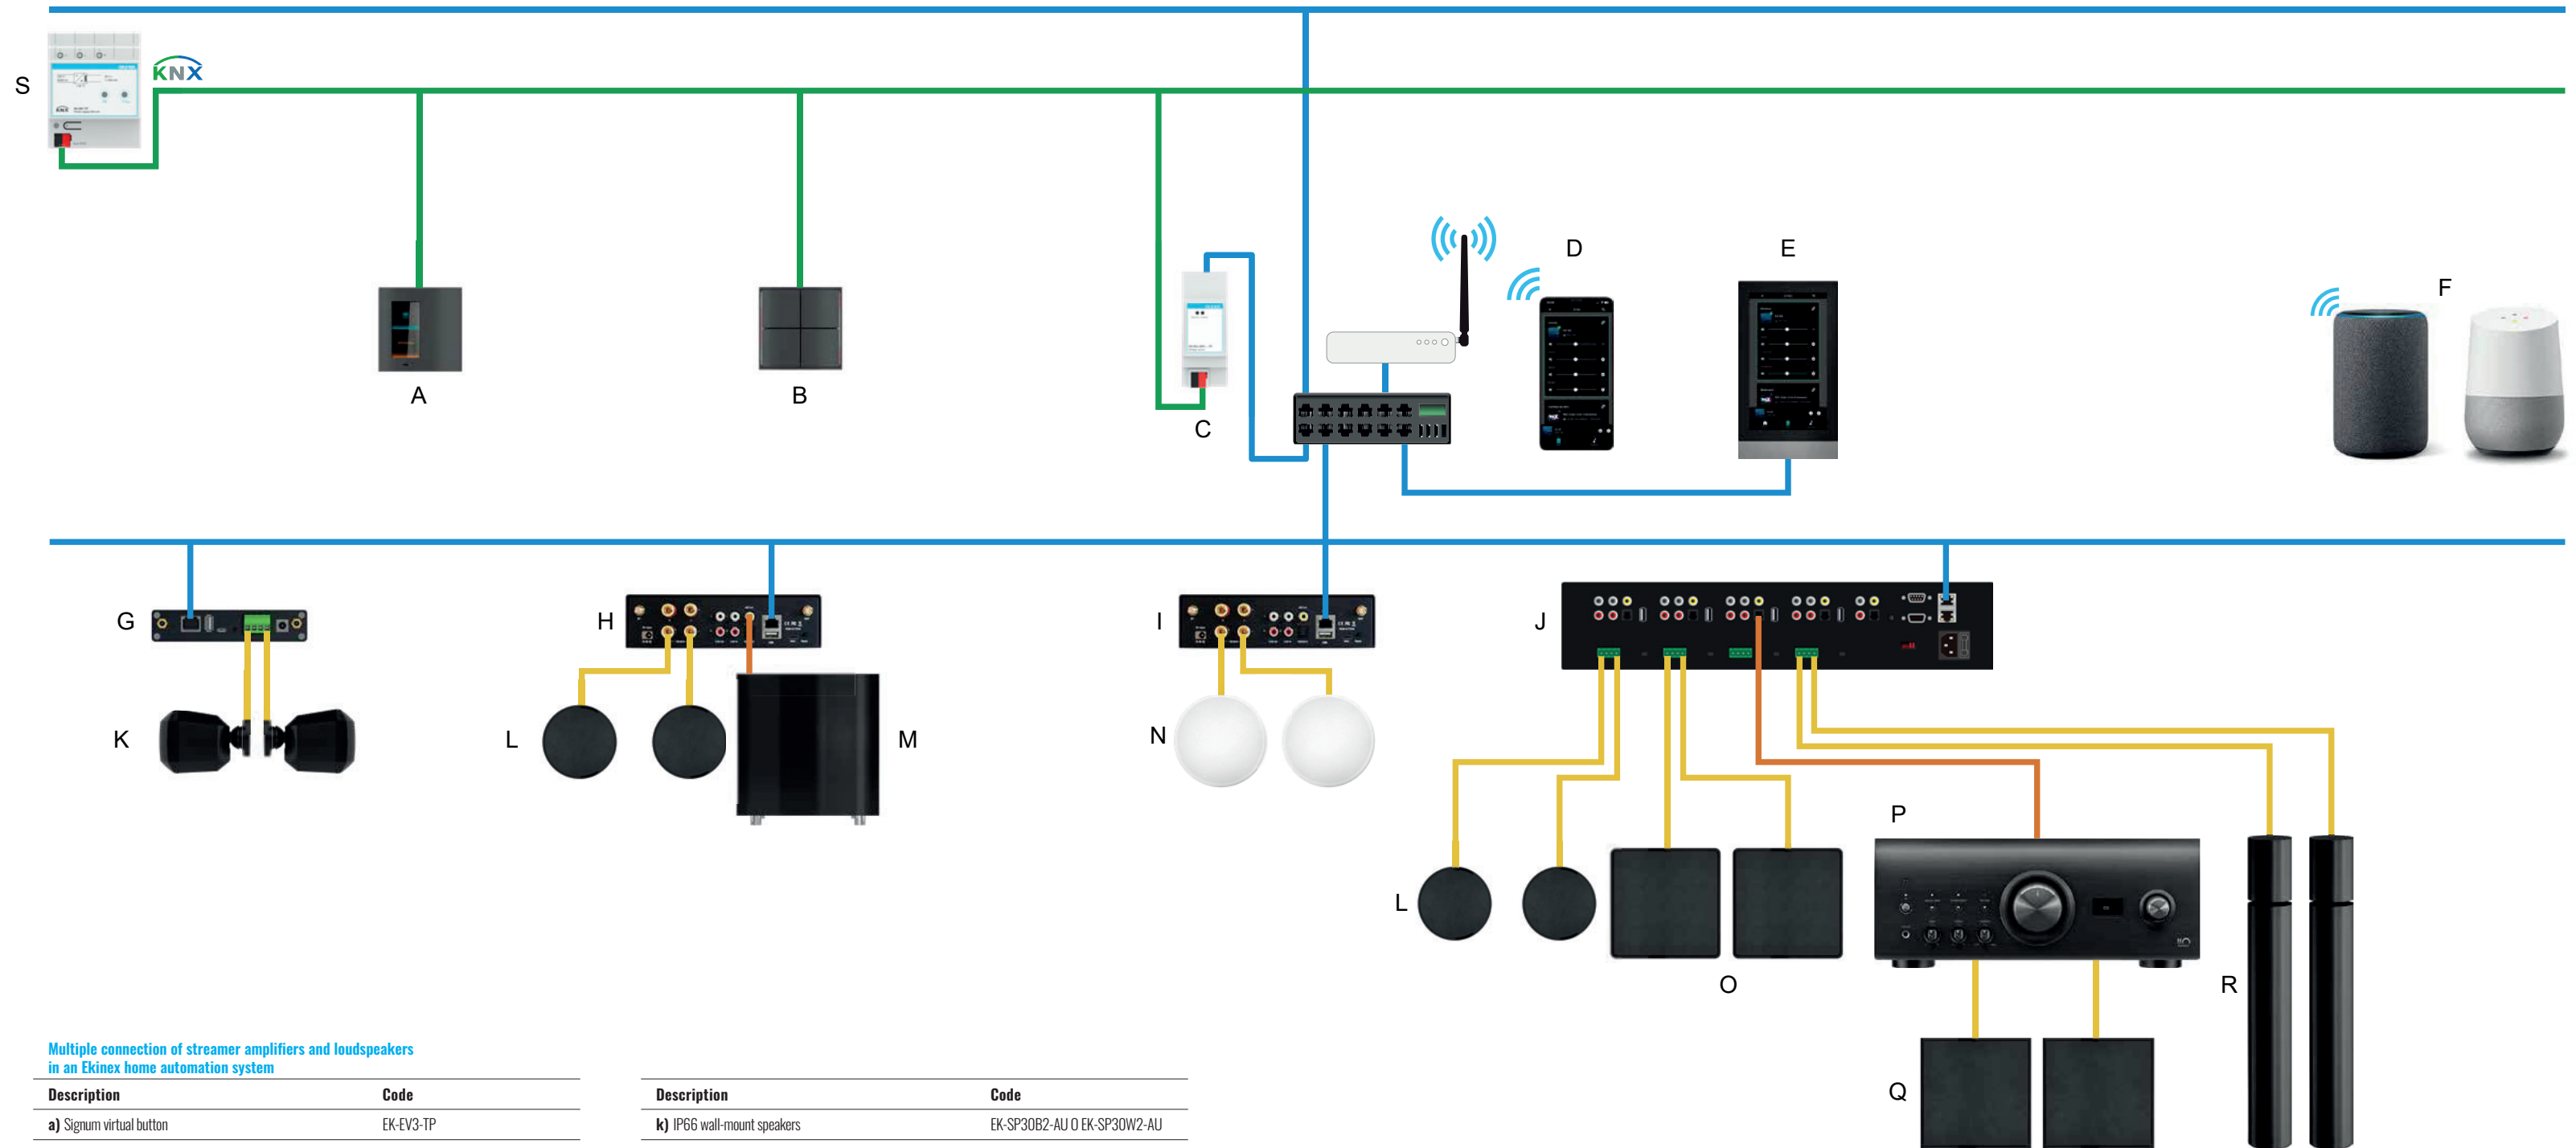 S
KNX
D
E
F
A
B
C
G
H
I
J
K
L
M
N
P
L
O
R
Q
Multiple connection of streamer amplifiers and loudspeakers
in an Ekinex home automation system
Description Code
a) Signum virtual button EK-EV3-TP
Description Code
k) IP66 wall-mount speakers EK-SP30B2-AU O EK-SP30W2-AU